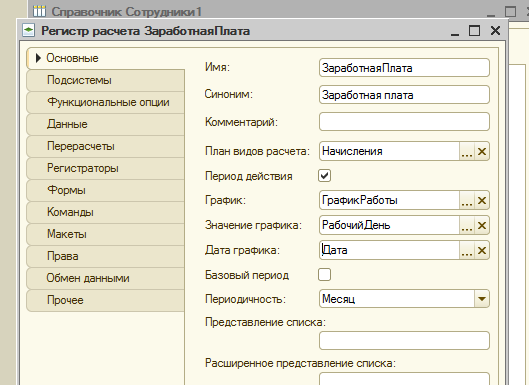 Справочник Сотрудники1
Регистр расчета ЗаработнаяПлата
Основные
Подсистемы
Функциональные опции
Данные
Перерасчеты
Регистраторы
Формы
Команды
Макеты
Права
Обмен данными
Прочее
Имя: ЗаработнаяПлата
Синоним: Заработная плата
Комментарий:
План видов расчета: Начисления ...
Период действия
График: ГрафикРаботы ...
Значение графика: РабочийДень ...
Дата графика: Дата ...
Базовый период
Периодичность: Месяц
Представление списка:
Расширенное представление списка: